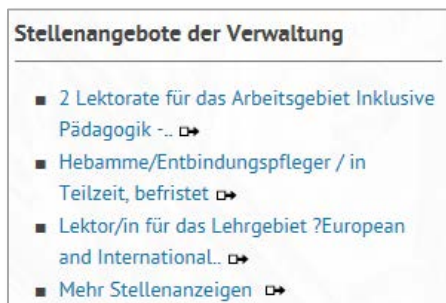 Stellenangebote der Verwaltung
2 Lektorate für das Arbeitsgebiet Inklusive
Pädagogik -..
Hebamme/Entbindungspfleger / in
Teilzeit, befristet
Lektor/in für das Lehrgebiet ?European
and International..
Mehr Stellenanzeigen